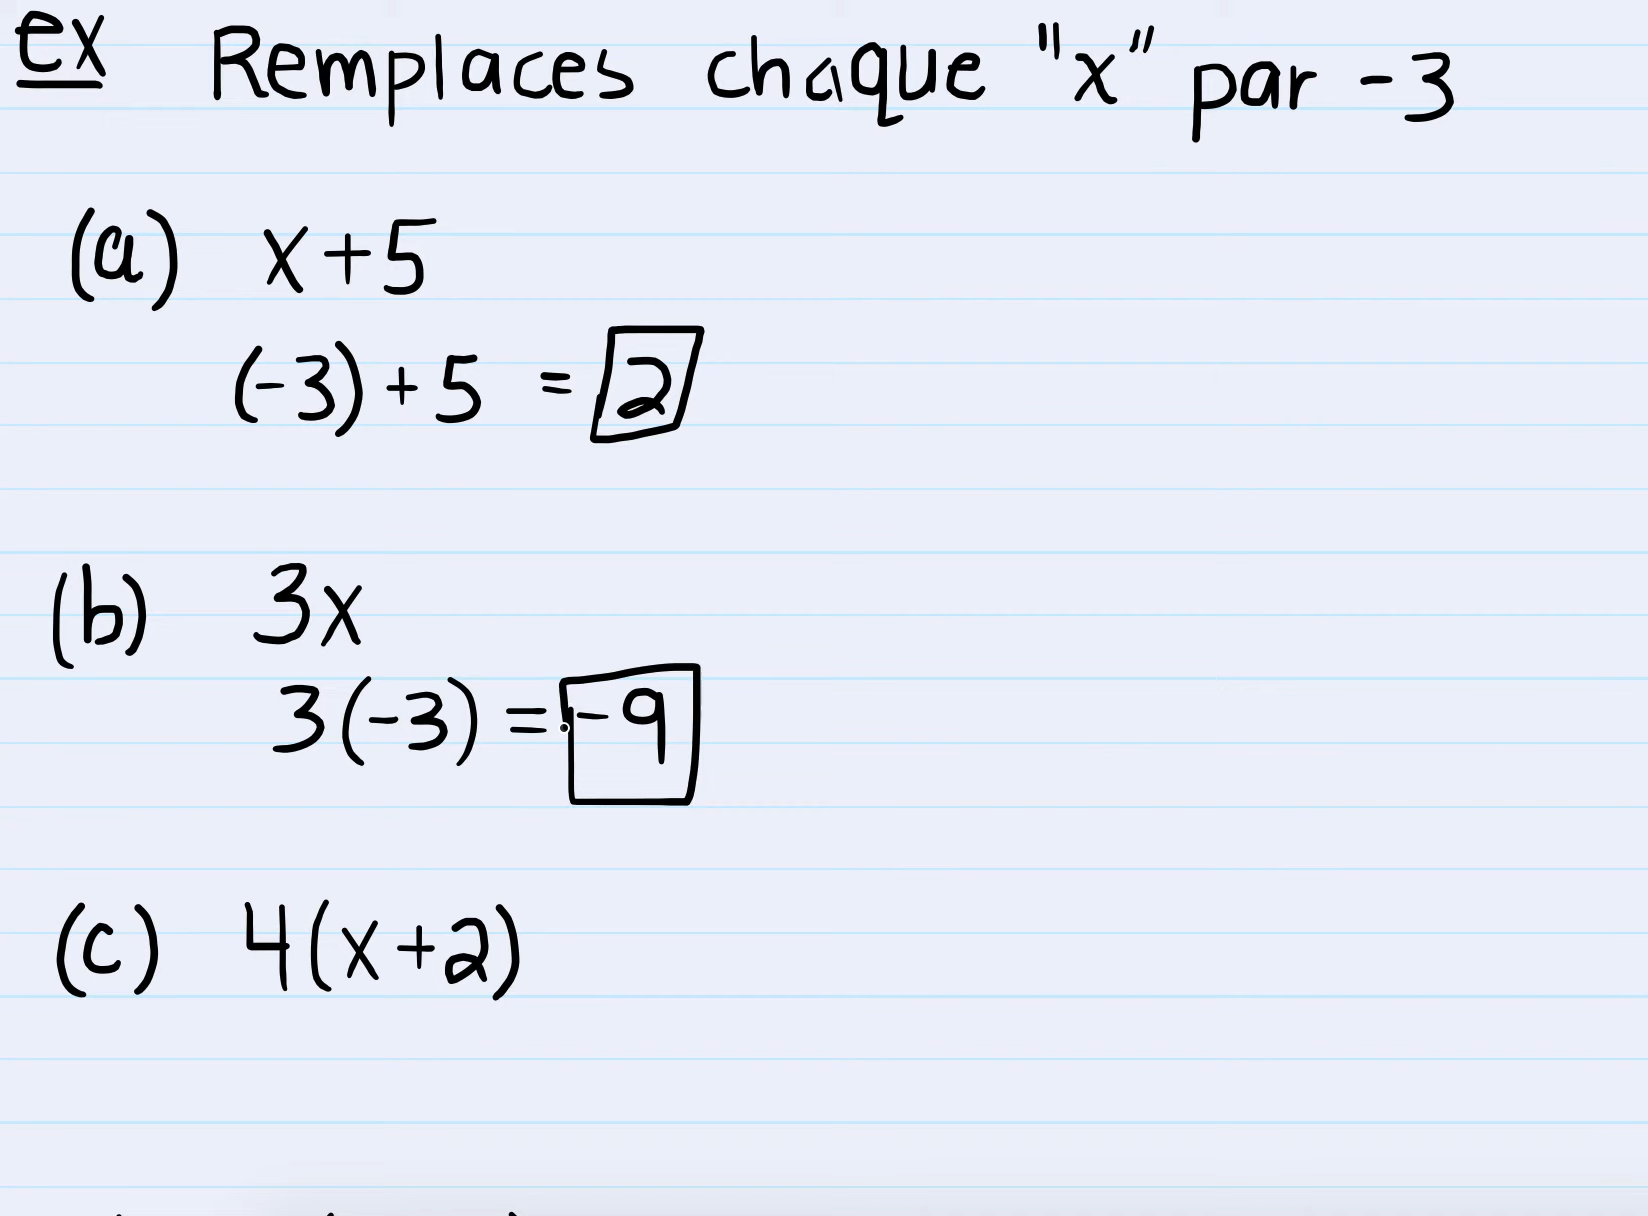 ex Remplaces chaque "x" par -3
(a) x+5
(-3)+5 = 2
(b) 3x
3(-3) = -9
(c) 4(x+2)